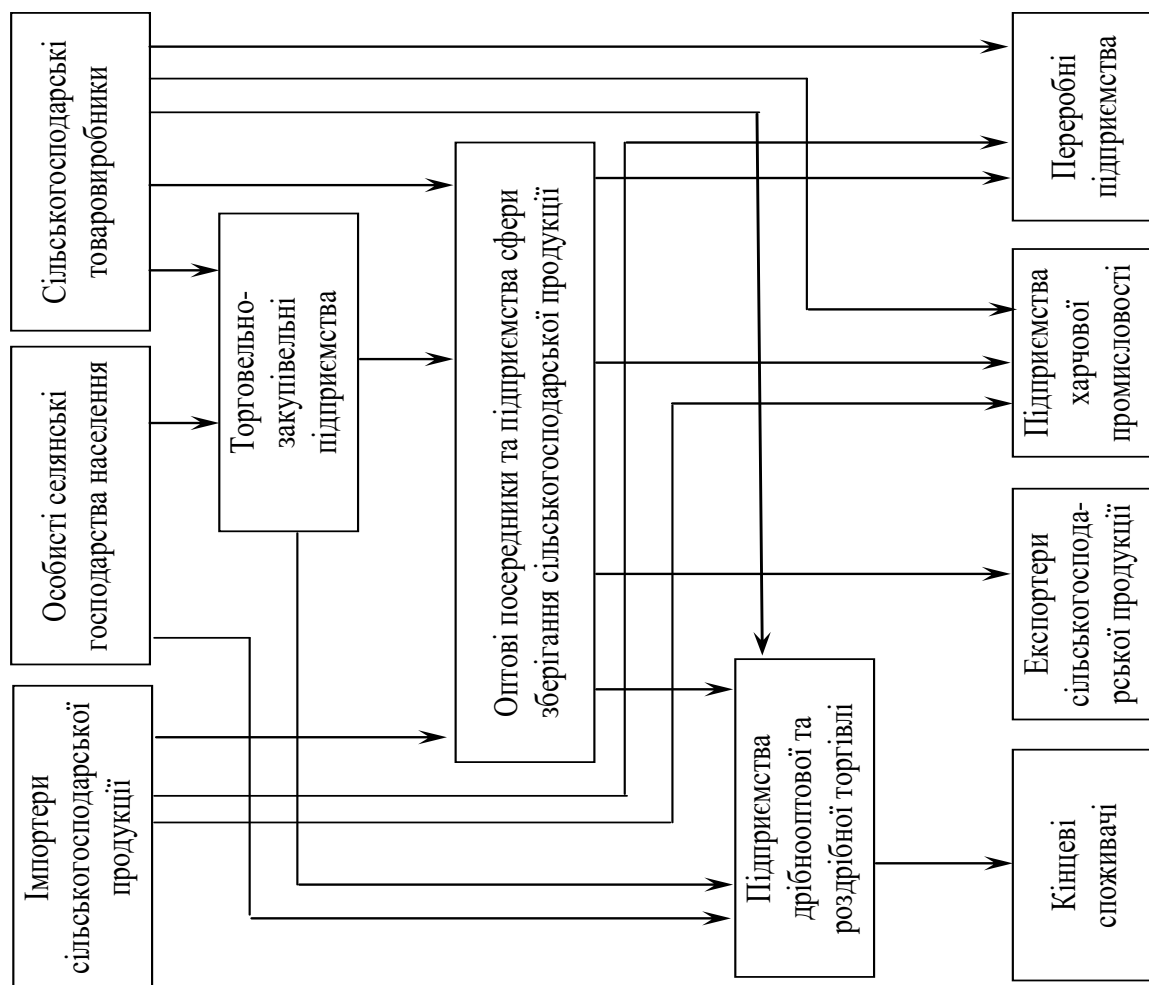 Імпортери
сільськогосподарської
продукції
Особисті селянські
господарства населення
Сільськогосподарські
товаровиробники
Торговельно-
закупівельні
підприємства
Оптові посередники та підприємства сфери
зберігання сільськогосподарської продукції
Підприємства
дрібнооптової та
роздрібної торгівлі
Кінцеві
споживачі
Експортери
сільськогоспода-
рської продукції
Підприємства
харчової
промисловості
Переробні
підприємства